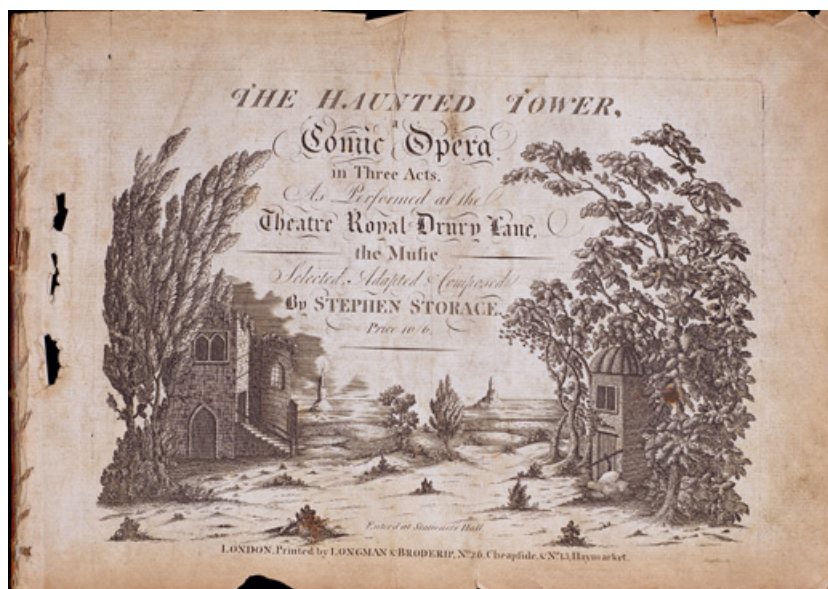 THE HAUNTED TOWER,
a
Comic Opera.
in Three Acts,
As Performed at the
Theatre Royal Drury Lane,
the Muſic
Selected, Adapted & Composed
By STEPHEN STORACE.
Price 10/6.
Enter'd at Stationers Hall
LONDON, Printed by LONGMAN & BRODERIP, No. 26, Cheapſide, & No. 13, Haymarket.